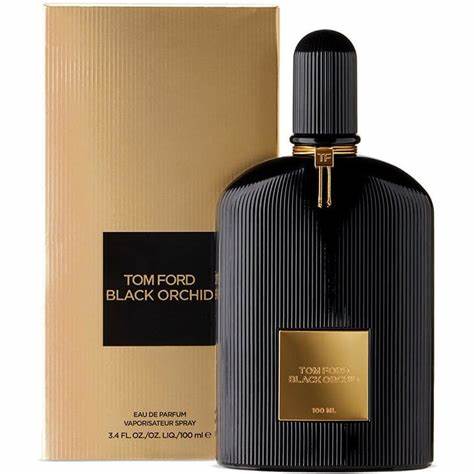 TOM FORD
BLACK ORCHID
EAU DE PARFUM
VAPORISATEUR SPRAY
3.4 FL. OZ./OZ. LIQ./100 ml ℮
TF
TOM FORD
BLACK ORCHID
100 ML